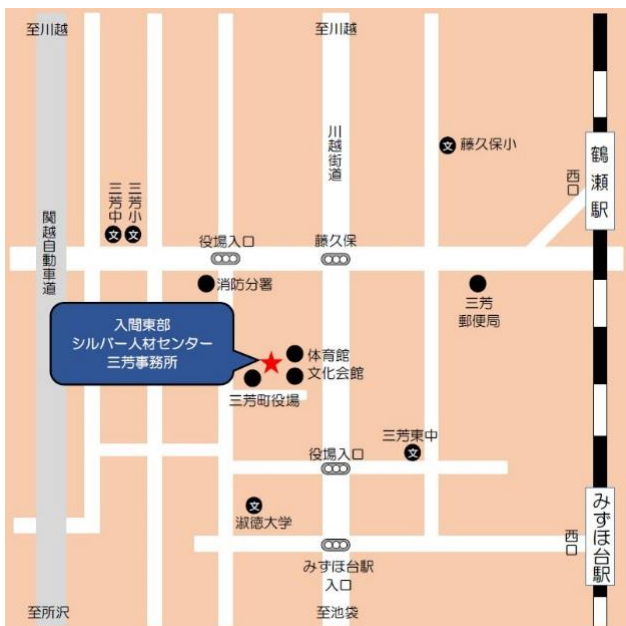 至川越
至川越
川越街道
文
藤久保小
鶴瀬駅
西口
三芳中
三芳小
文
文
関越自動車道
役場入口
藤久保
消防分署
三芳
郵便局
入間東部
シルバー人材センター
三芳事務所
体育館
文化会館
三芳町役場
三芳東中
文
役場入口
文
淑徳大学
みずほ台駅
西口
みずほ台駅
入口
至所沢
至池袋